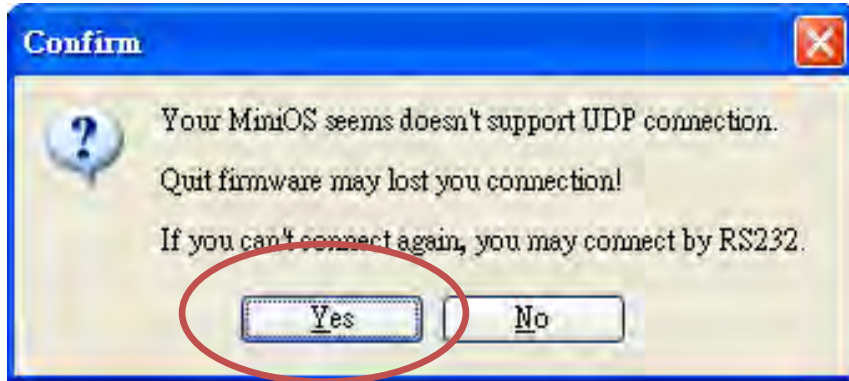 Confirm
Your MiniOS seems doesn't support UDP connection.
Quit firmware may lost you connection!
If you can't connect again, you may connect by RS232.
Yes No